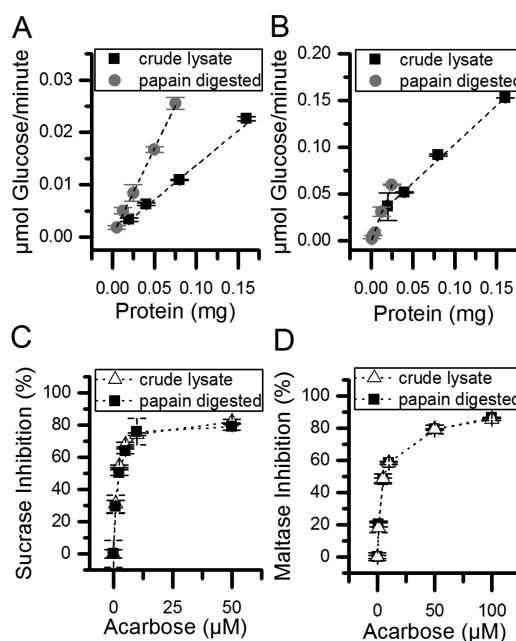 A
B
crude lysate
papain digested
crude lysate
papain digested
µmol Glucose/minute
0.03
0.02
0.01
0.00
0.00 0.05 0.10 0.15
Protein (mg)
µmol Glucose/minute
0.20
0.15
0.10
0.05
0.00
0.00 0.05 0.10 0.15
Protein (mg)
C
D
crude lysate
papain digested
crude lysate
papain digested
Sucrase Inhibition (%)
100
80
60
40
20
0
0 25 50
Acarbose (µM)
Maltase Inhibition (%)
100
80
60
40
20
0
0 50 100
Acarbose (µM)